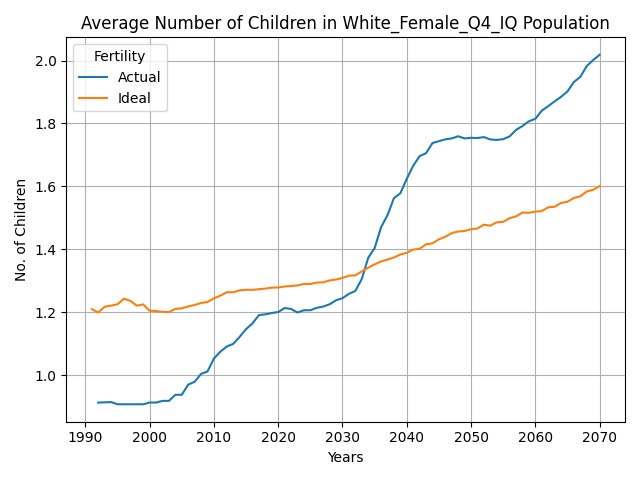 Average Number of Children in White_Female_Q4_IQ Population
Fertility
Actual
Ideal
No. of Children
2.0
1.8
1.6
1.4
1.2
1.0
1990 2000 2010 2020 2030 2040 2050 2060 2070
Years